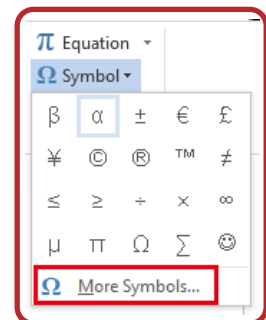 π Equation
Ω Symbol
β α ± € £
¥ © ® ™ ≠
≤ ≥ ÷ × ∞
µ π Ω ∑ ☺
Ω More Symbols...